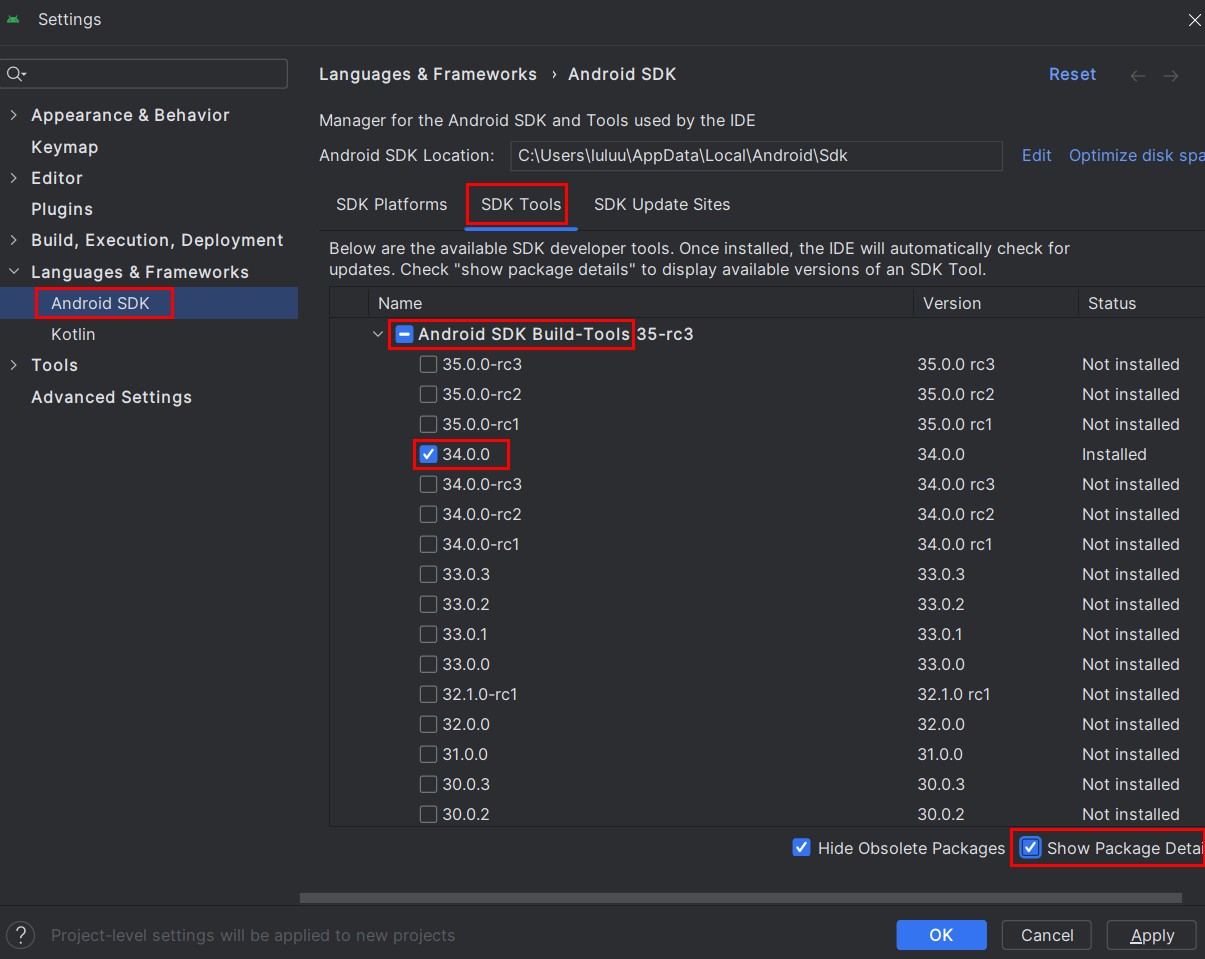 Settings
Languages & Frameworks › Android SDK
Reset
Appearance & Behavior
Keymap
Editor
Plugins
Build, Execution, Deployment
Languages & Frameworks
Android SDK
Kotlin
Tools
Advanced Settings
Manager for the Android SDK and Tools used by the IDE
Android SDK Location: C:\Users\luluu\AppData\Local\Android\Sdk Edit Optimize disk spa
SDK Platforms SDK Tools SDK Update Sites
Below are the available SDK developer tools. Once installed, the IDE will automatically check for
updates. Check "show package details" to display available versions of an SDK Tool.
Name Version Status
Android SDK Build-Tools 35-rc3
35.0.0-rc3 35.0.0 rc3 Not installed
35.0.0-rc2 35.0.0 rc2 Not installed
35.0.0-rc1 35.0.0 rc1 Not installed
34.0.0 34.0.0 Installed
34.0.0-rc3 34.0.0 rc3 Not installed
34.0.0-rc2 34.0.0 rc2 Not installed
34.0.0-rc1 34.0.0 rc1 Not installed
33.0.3 33.0.3 Not installed
33.0.2 33.0.2 Not installed
33.0.1 33.0.1 Not installed
33.0.0 33.0.0 Not installed
32.1.0-rc1 32.1.0 rc1 Not installed
32.0.0 32.0.0 Not installed
31.0.0 31.0.0 Not installed
30.0.3 30.0.3 Not installed
30.0.2 30.0.2 Not installed
Hide Obsolete Packages Show Package Detai
? Project-level settings will be applied to new projects
OK Cancel Apply